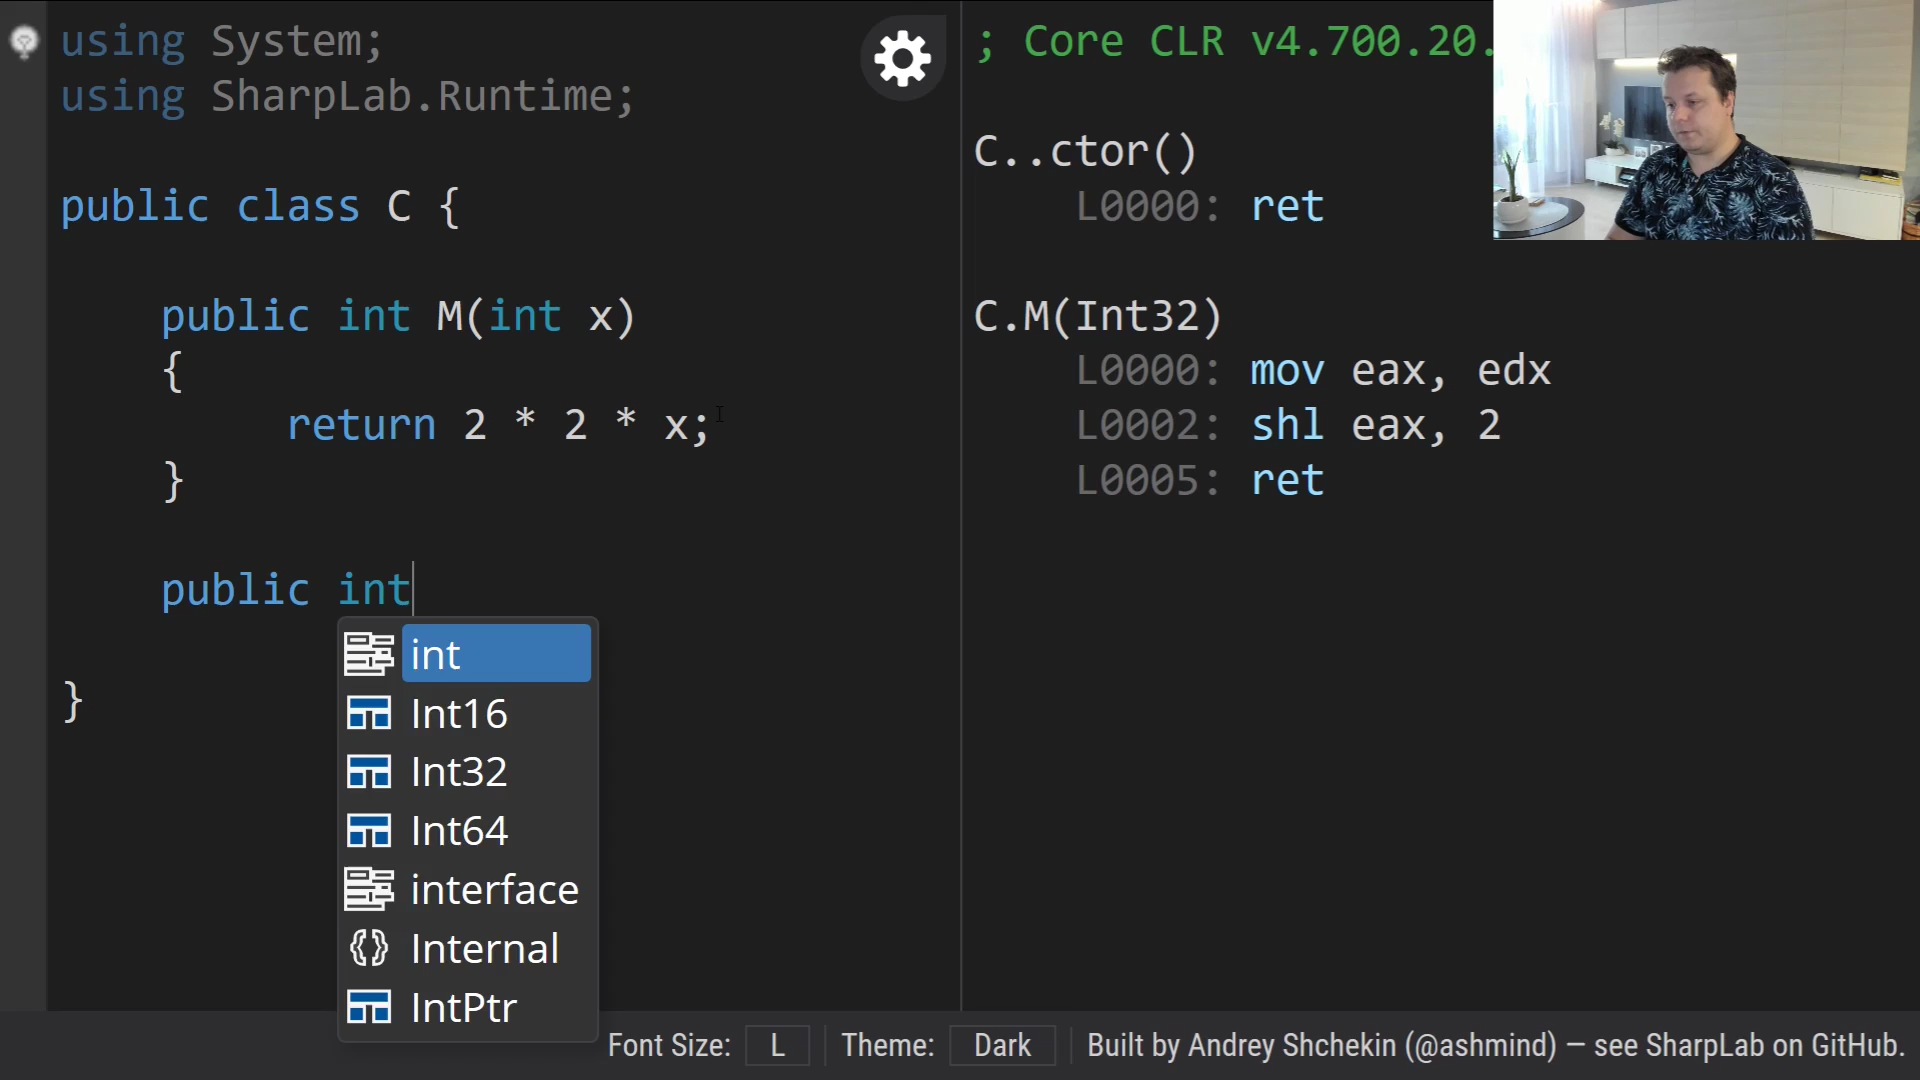 using System;
using SharpLab.Runtime;
public class C {
public int M(int x)
{
return 2 * 2 * x;
}
public int
int
Int16
Int32
Int64
interface
Internal
IntPtr
}
; Core CLR v4.700.20.
C..ctor()
L0000: ret
C.M(Int32)
L0000: mov eax, edx
L0002: shl eax, 2
L0005: ret
Font Size: L Theme: Dark Built by Andrey Shchekin (@ashmind) — see SharpLab on GitHub.